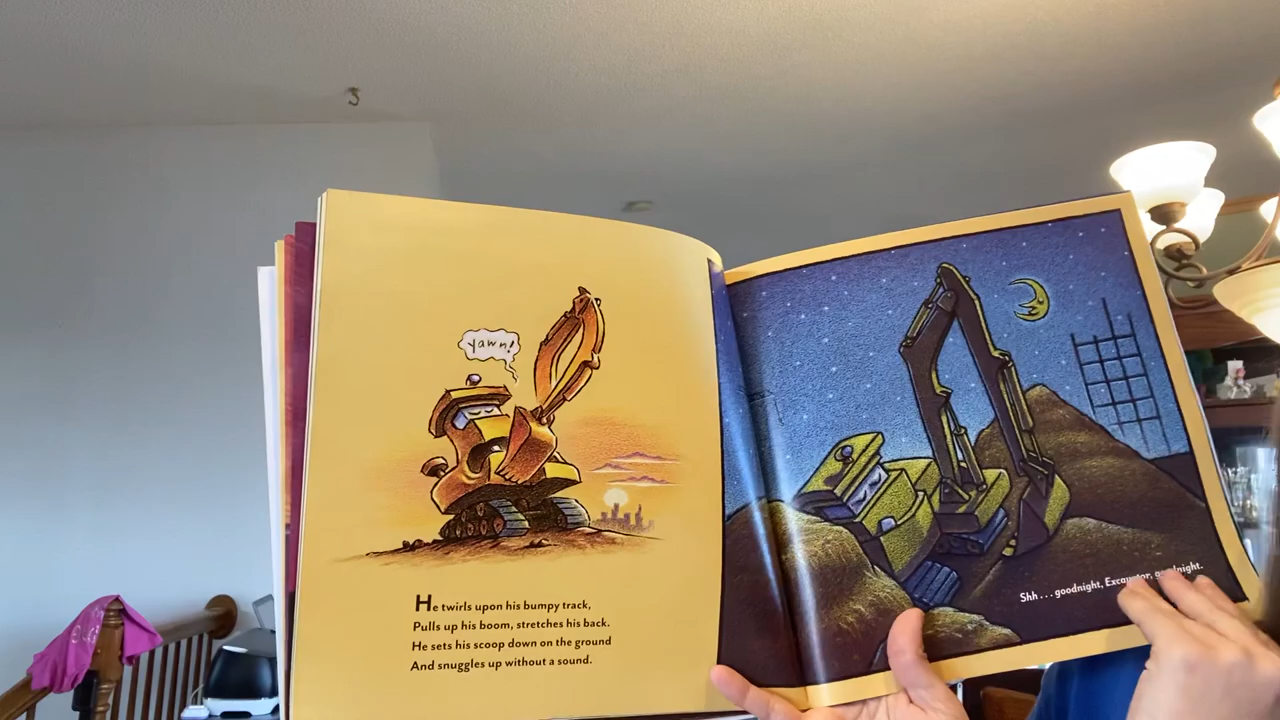 yawn!
He twirls upon his bumpy track,
Pulls up his boom, stretches his back.
He sets his scoop down on the ground
And snuggles up without a sound.
Shh... goodnight, Excavator, goodnight.